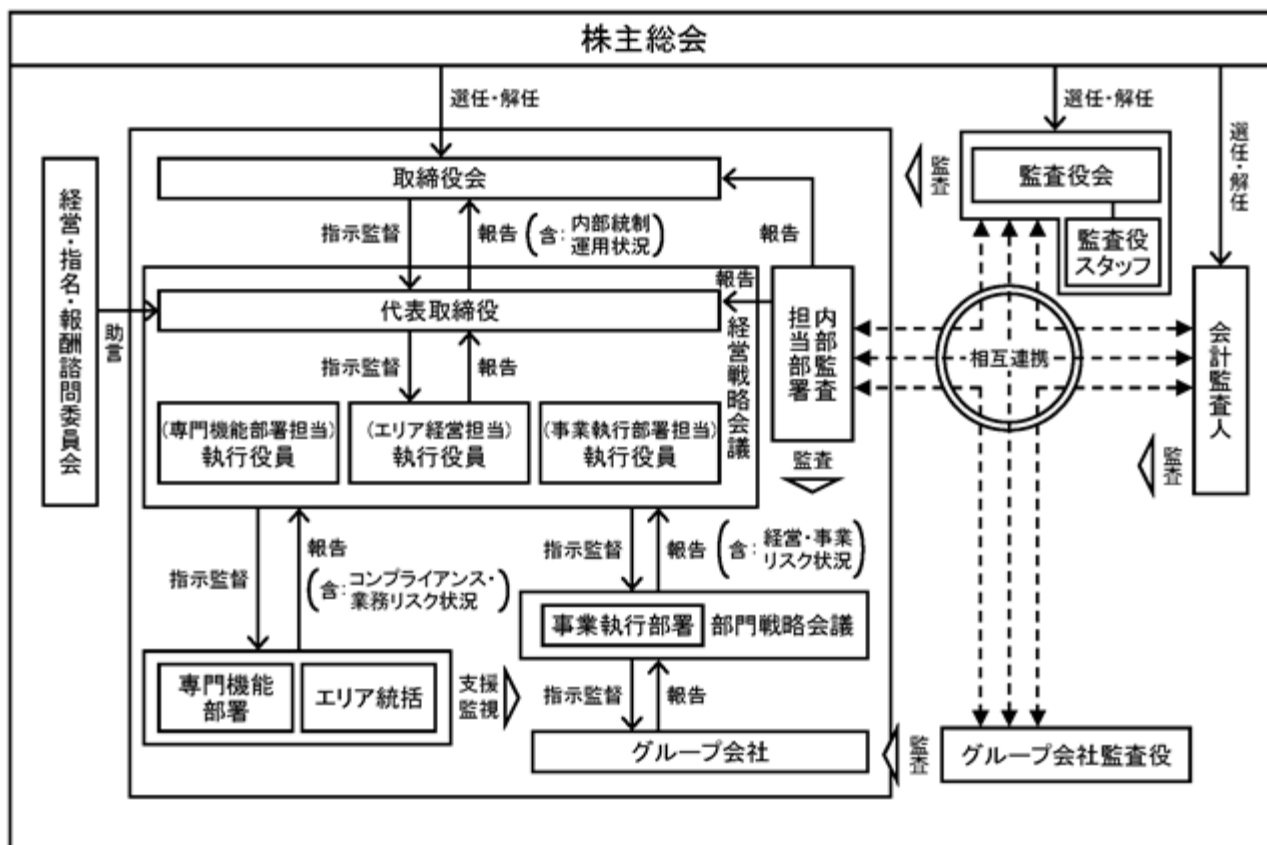 株主総会
選任・解任
選任・解任
選任・解任
経営・指名・報酬諮問委員会
助言
取締役会
監査
監査役会
監査役
スタッフ
指示監督
報告
(含:内部統制
運用状況)
報告
報告
代表取締役
経営戦略会議
内部監査
担当部署
相互連携
会計監査人
指示監督
報告
(専門機能部署担当)
執行役員
(エリア経営担当)
執行役員
(事業執行部署担当)
執行役員
監査
監査
指示監督
報告
(含:コンプライアンス・
業務リスク状況)
指示監督
報告
(含:経営・事業
リスク状況)
事業執行部署
部門戦略会議
専門機能
部署
エリア統括
支援
監視
指示監督
報告
グループ会社
監査
グループ会社監査役